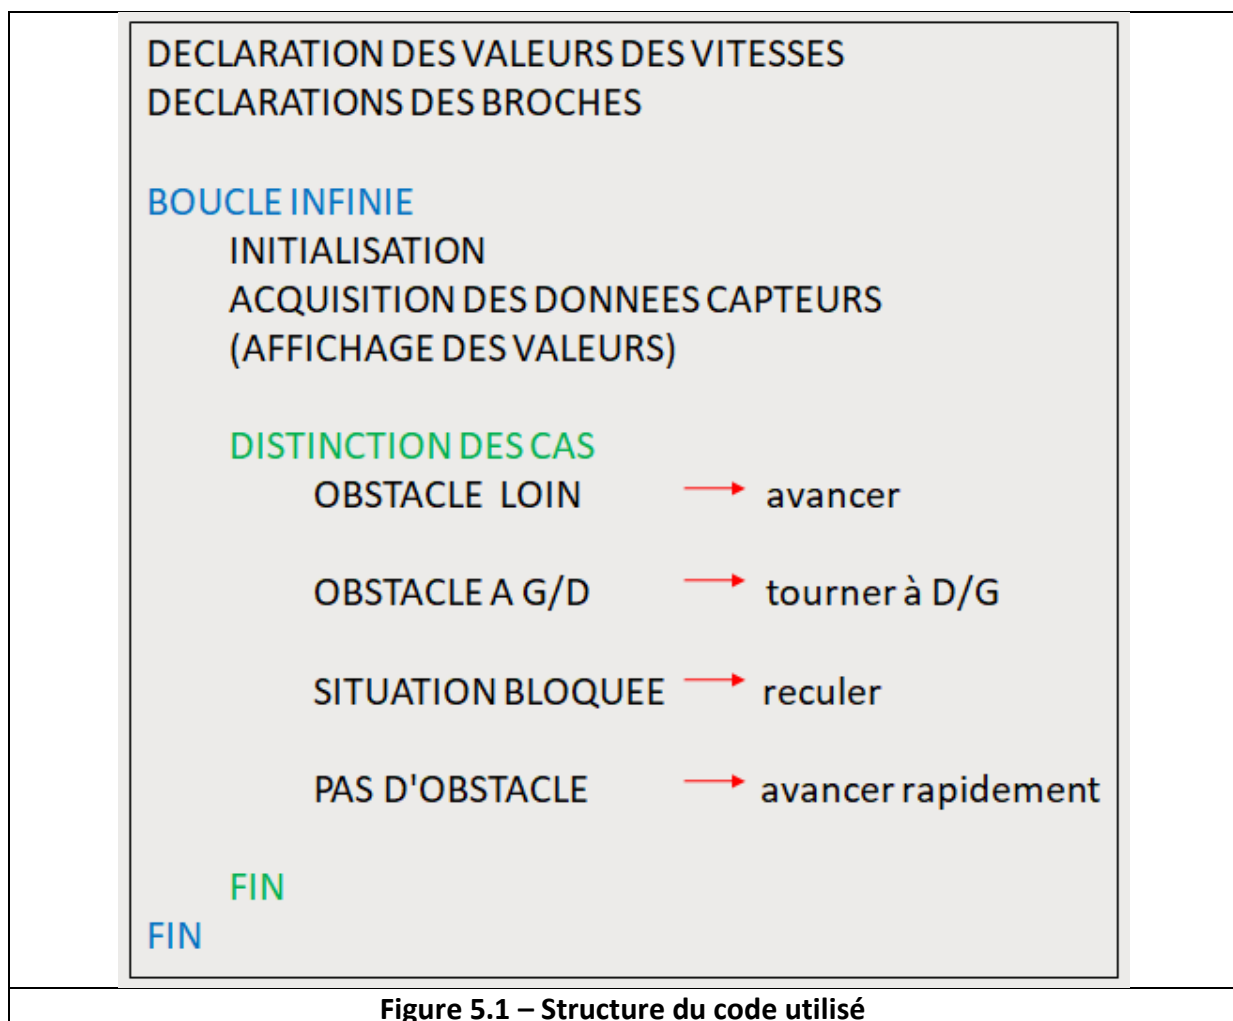 DECLARATION DES VALEURS DES VITESSES
DECLARATIONS DES BROCHES
BOUCLE INFINIE
INITIALISATION
ACQUISITION DES DONNEES CAPTEURS
(AFFICHAGE DES VALEURS)
DISTINCTION DES CAS
OBSTACLE LOIN → avancer
OBSTACLE A G/D → tourner à D/G
SITUATION BLOQUEE → reculer
PAS D'OBSTACLE → avancer rapidement
FIN
FIN
Figure 5.1 – Structure du code utilisé